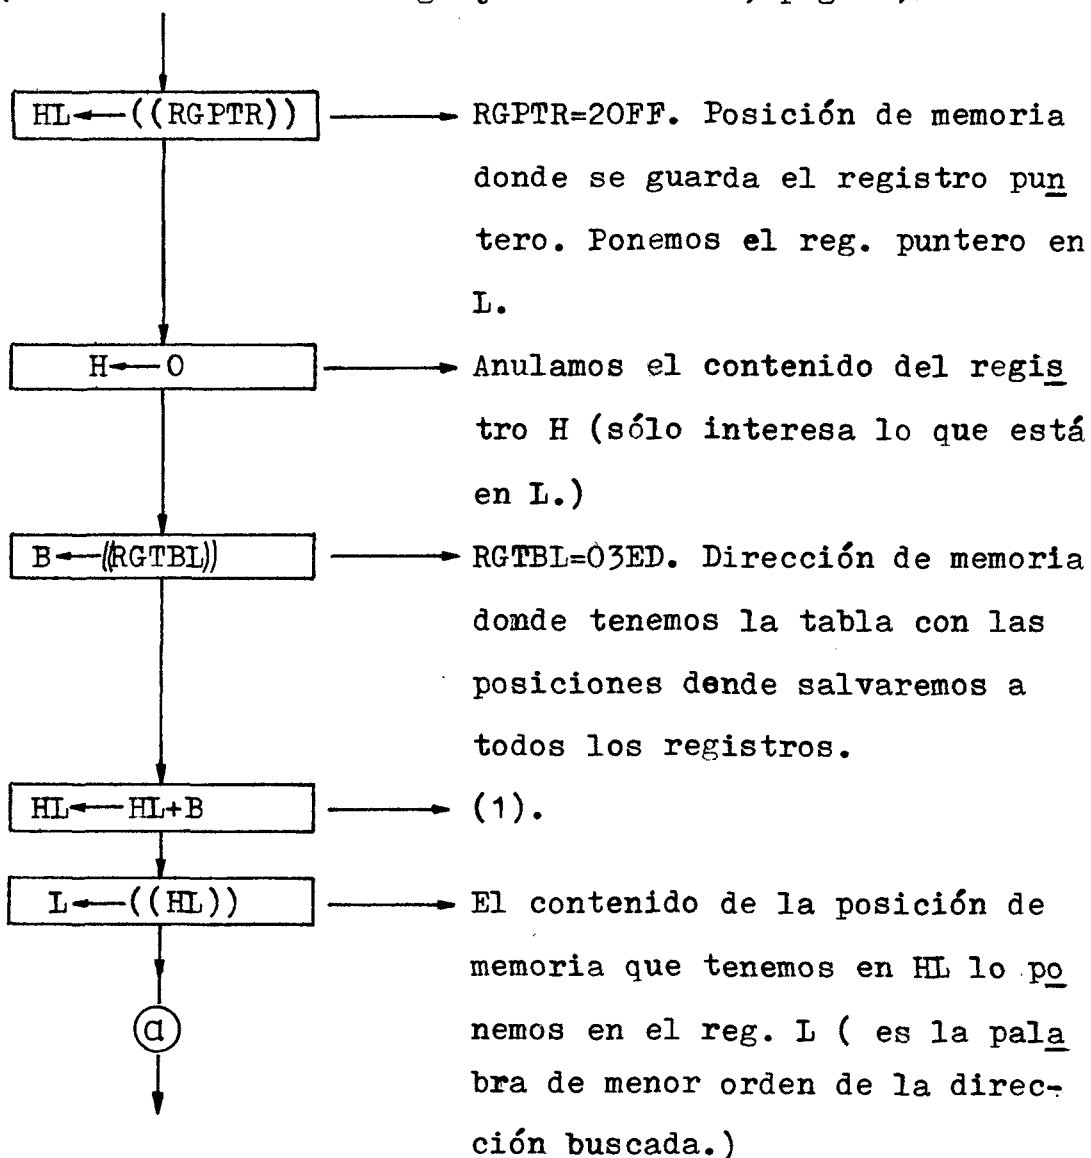 HL←((RGPTR)) → RGPTR=20FF. Posición de memoria
donde se guarda el registro pun
tero. Ponemos el reg. puntero en
L.
H←0 → Anulamos el contenido del regis
tro H (sólo interesa lo que está
en L.)
B←((RGTBL)) → RGTBL=03ED. Dirección de memoria
donde tenemos la tabla con las
posiciones donde salvaremos a
todos los registros.
HL←HL+B → (1).
L←((HL)) → El contenido de la posición de
memoria que tenemos en HL lo po
nemos en el reg. L ( es la pala
bra de menor orden de la direc-
ción buscada.)
a